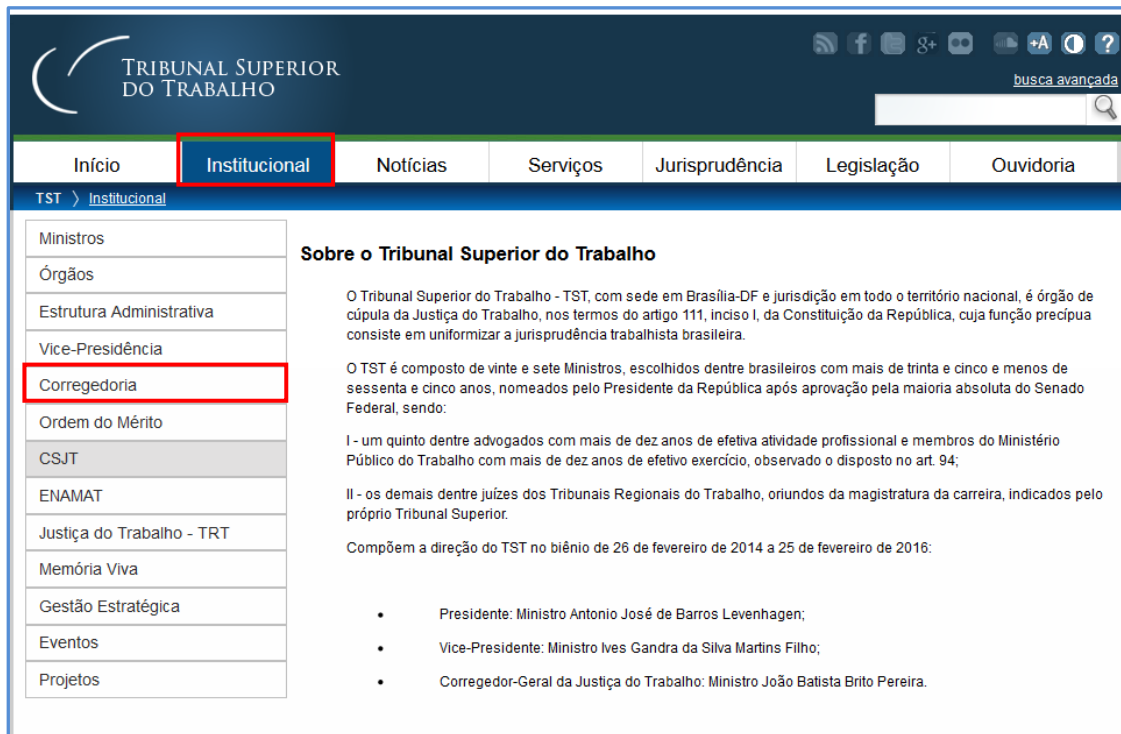 TRIBUNAL SUPERIOR
DO TRABALHO
g+
+A
?
busca avançada
Início
Institucional
Notícias
Serviços
Jurisprudência
Legislação
Ouvidoria
TST 〉 Institucional
Ministros
Órgãos
Estrutura Administrativa
Vice-Presidência
Corregedoria
Ordem do Mérito
CSJT
ENAMAT
Justiça do Trabalho - TRT
Memória Viva
Gestão Estratégica
Eventos
Projetos
Sobre o Tribunal Superior do Trabalho
O Tribunal Superior do Trabalho - TST, com sede em Brasília-DF e jurisdição em todo o território nacional, é órgão de
cúpula da Justiça do Trabalho, nos termos do artigo 111, inciso I, da Constituição da República, cuja função precípua
consiste em uniformizar a jurisprudência trabalhista brasileira.
O TST é composto de vinte e sete Ministros, escolhidos dentre brasileiros com mais de trinta e cinco e menos de
sessenta e cinco anos, nomeados pelo Presidente da República após aprovação pela maioria absoluta do Senado
Federal, sendo:
I - um quinto dentre advogados com mais de dez anos de efetiva atividade profissional e membros do Ministério
Público do Trabalho com mais de dez anos de efetivo exercício, observado o disposto no art. 94;
II - os demais dentre juízes dos Tribunais Regionais do Trabalho, oriundos da magistratura da carreira, indicados pelo
próprio Tribunal Superior.
Compõem a direção do TST no biênio de 26 de fevereiro de 2014 a 25 de fevereiro de 2016:
• Presidente: Ministro Antonio José de Barros Levenhagen;
• Vice-Presidente: Ministro Ives Gandra da Silva Martins Filho;
• Corregedor-Geral da Justiça do Trabalho: Ministro João Batista Brito Pereira.